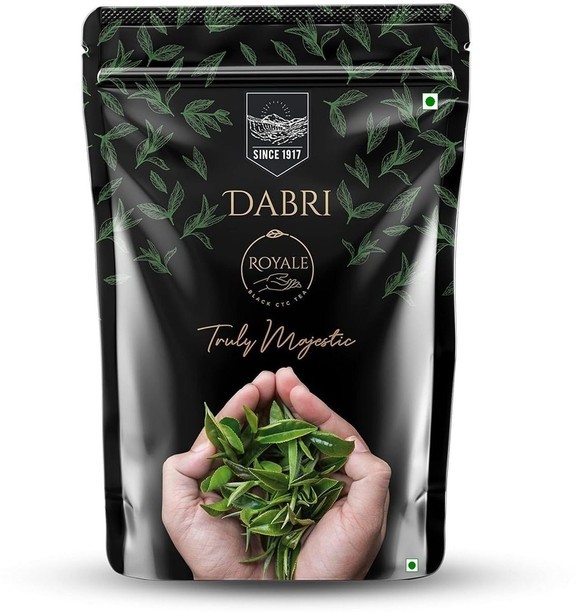 SINCE 1917
DABRI
ROYALE
BLACK CTC TEA
Truly Majestic